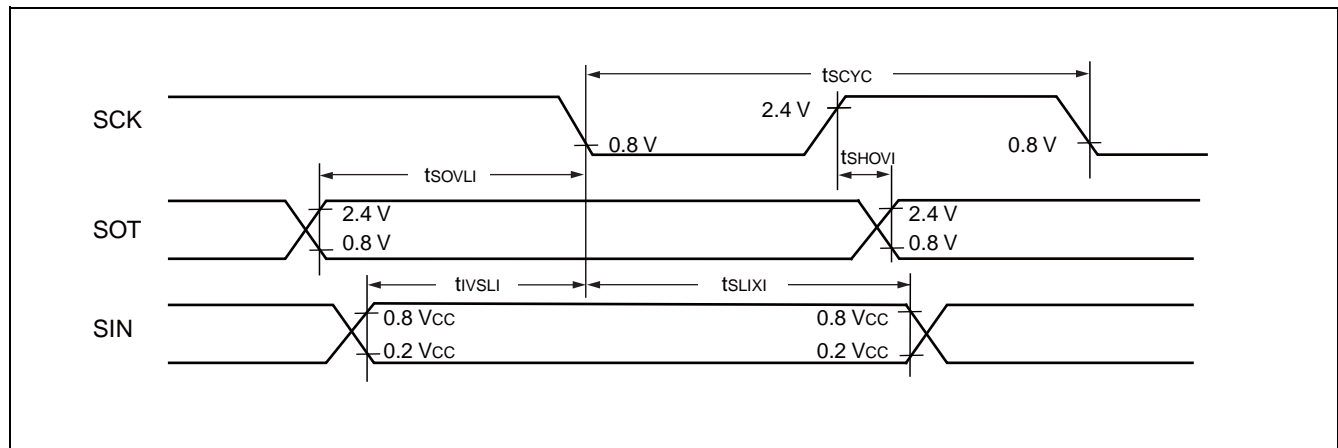 tSCYC
SCK
2.4 V
0.8 V
0.8 V
tSHOVI
tSOVLI
SOT
2.4 V
2.4 V
0.8 V
0.8 V
tIVSLI
tSLIXI
SIN
0.8 VCC
0.8 VCC
0.2 VCC
0.2 VCC